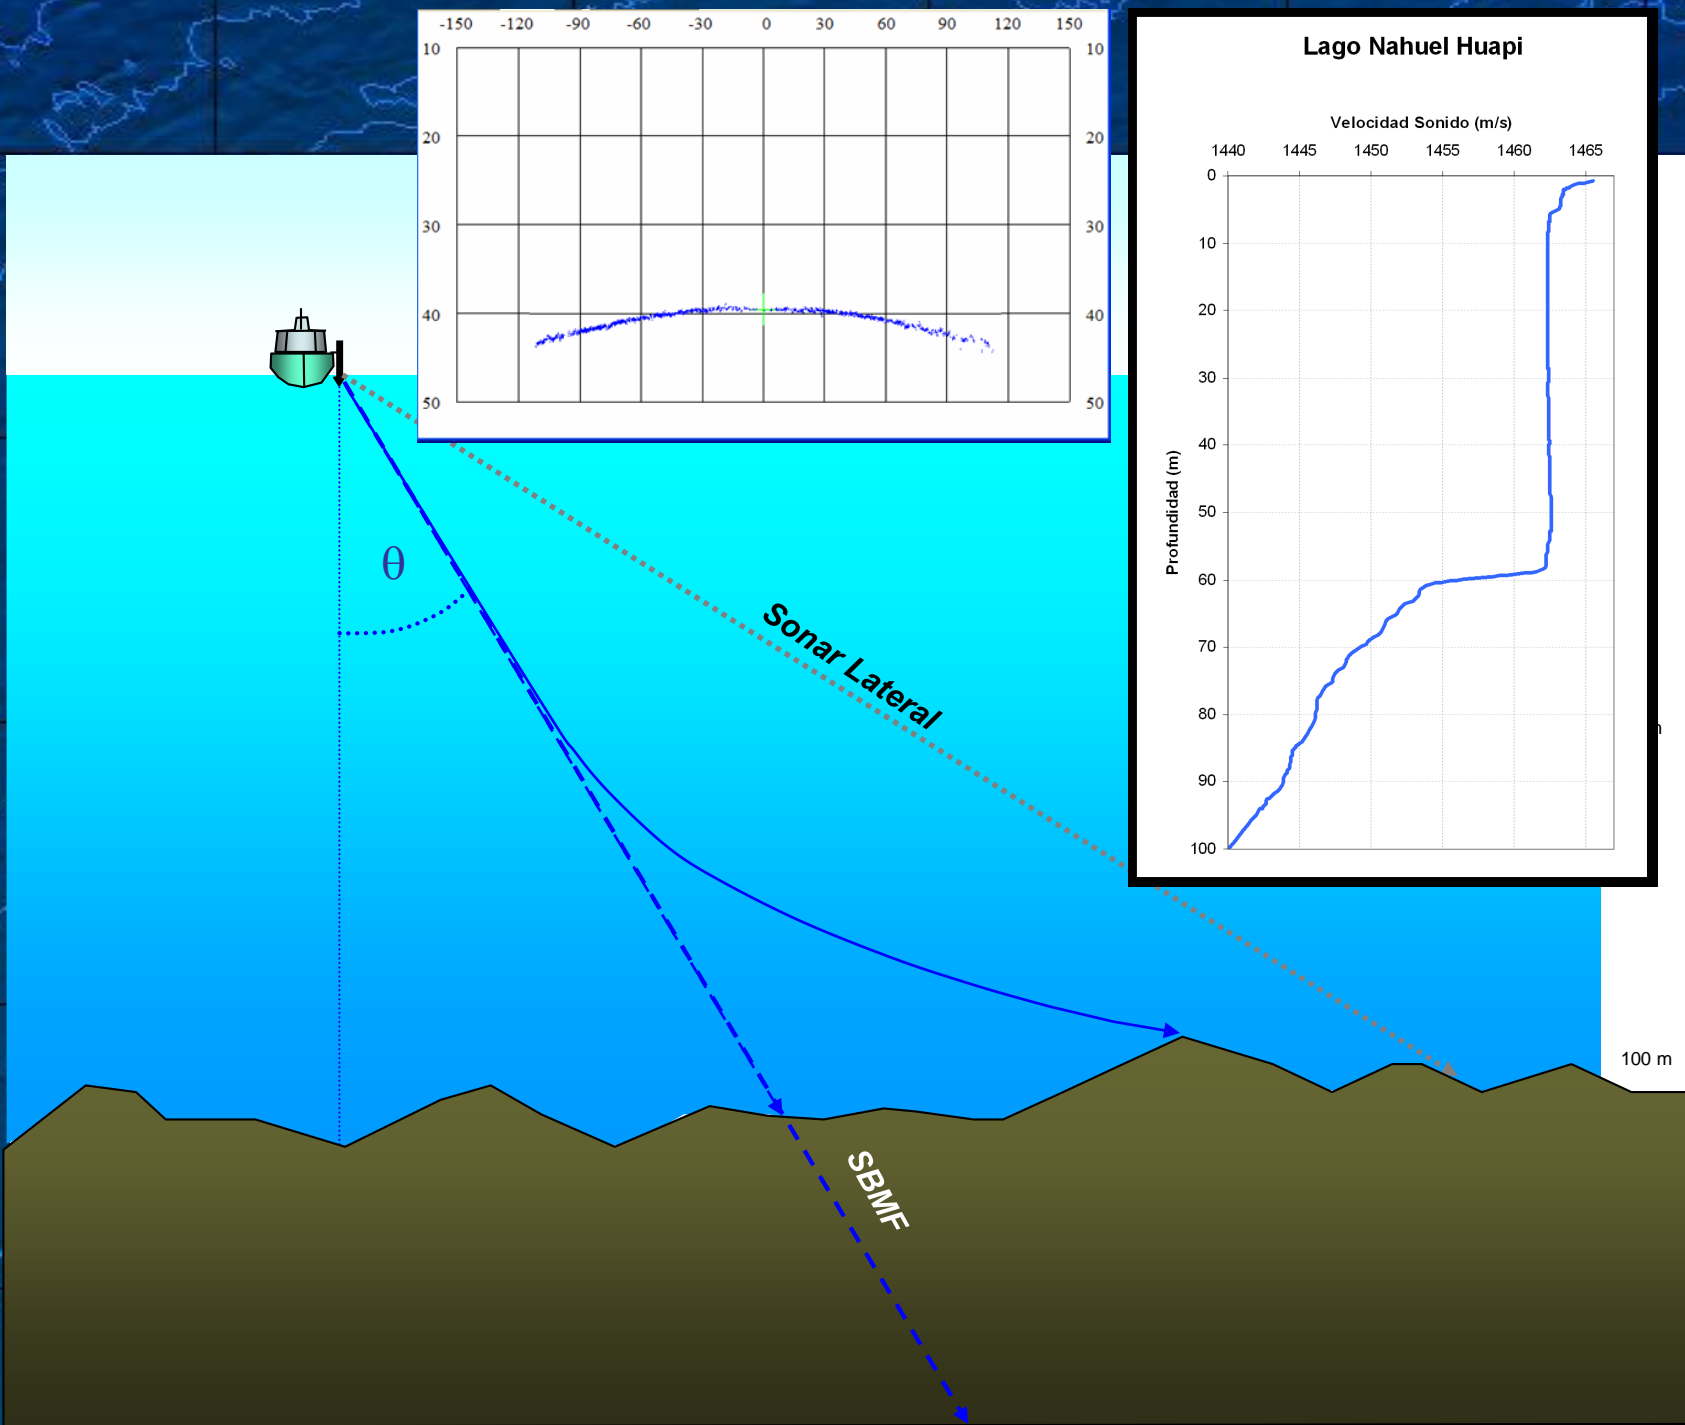 -150 -120 -90 -60 -30 0 30 60 90 120 150
10 10
20 20
30 30
40 40
50 50
Lago Nahuel Huapi
Velocidad Sonido (m/s)
1440 1445 1450 1455 1460 1465
0
10
20
30
40
50
60
70
80
90
100
Profundidad (m)
θ
Sonar Lateral
100 m
SBMF